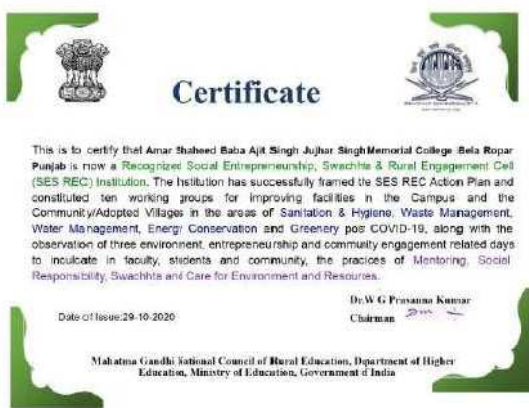 Certificate
This is to certify that Amar Shaheed Baba Ajit Singh Jujhar Singh Memorial College Bela Ropar
Punjab is now a Recognized Social Entrepreneurship, Swachhta & Rural Engagement Cell
(SES REC) Institution. The Institution has successfully framed the SES REC Action Plan and
constituted ten working groups for improving facilities in the Campus and the
Community/Adopted Villages in the areas of Sanitation & Hygiene, Waste Management,
Water Management, Energy Conservation and Greenery post COVID-19, along with the
observation of three environment, entrepreneurship and community engagement related days
to inculcate in faculty, students and community, the practices of Mentoring, Social
Responsibility, Swachhta and Care for Environment and Resources.
Dr.W G Prasanna Kumar
Date of Issue:29-10-2020 Chairman
Mahatma Gandhi National Council of Rural Education, Department of Higher
Education, Ministry of Education, Government of India